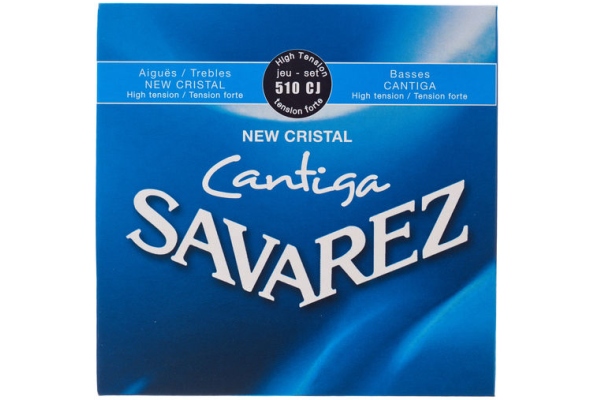 High Tension
jeu - set
510 CJ
tension forte
Aiguës / Trebles
NEW CRISTAL
High tension / Tension forte
Basses
CANTIGA
High tension / Tension forte
NEW CRISTAL
Cantiga
SAVAREZ